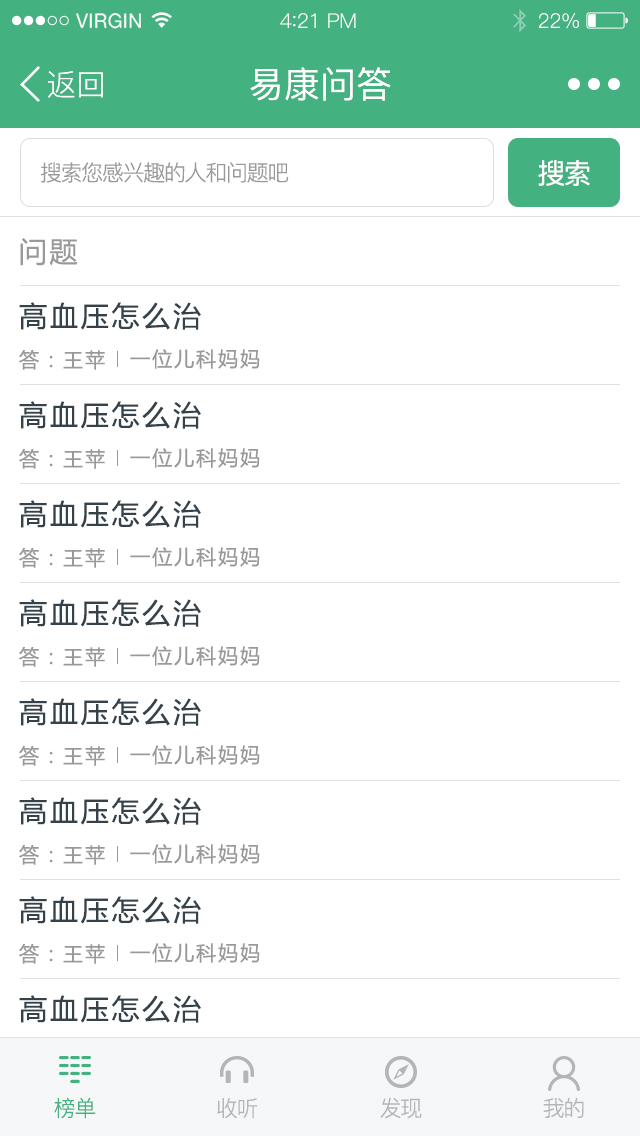 VIRGIN 4:21 PM 22%
返回 易康问答
搜索您感兴趣的人和问题吧 搜索
问题
高血压怎么治
答：王苹 | 一位儿科妈妈
高血压怎么治
答：王苹 | 一位儿科妈妈
高血压怎么治
答：王苹 | 一位儿科妈妈
高血压怎么治
答：王苹 | 一位儿科妈妈
高血压怎么治
答：王苹 | 一位儿科妈妈
高血压怎么治
答：王苹 | 一位儿科妈妈
高血压怎么治
答：王苹 | 一位儿科妈妈
高血压怎么治
榜单 收听 发现 我的